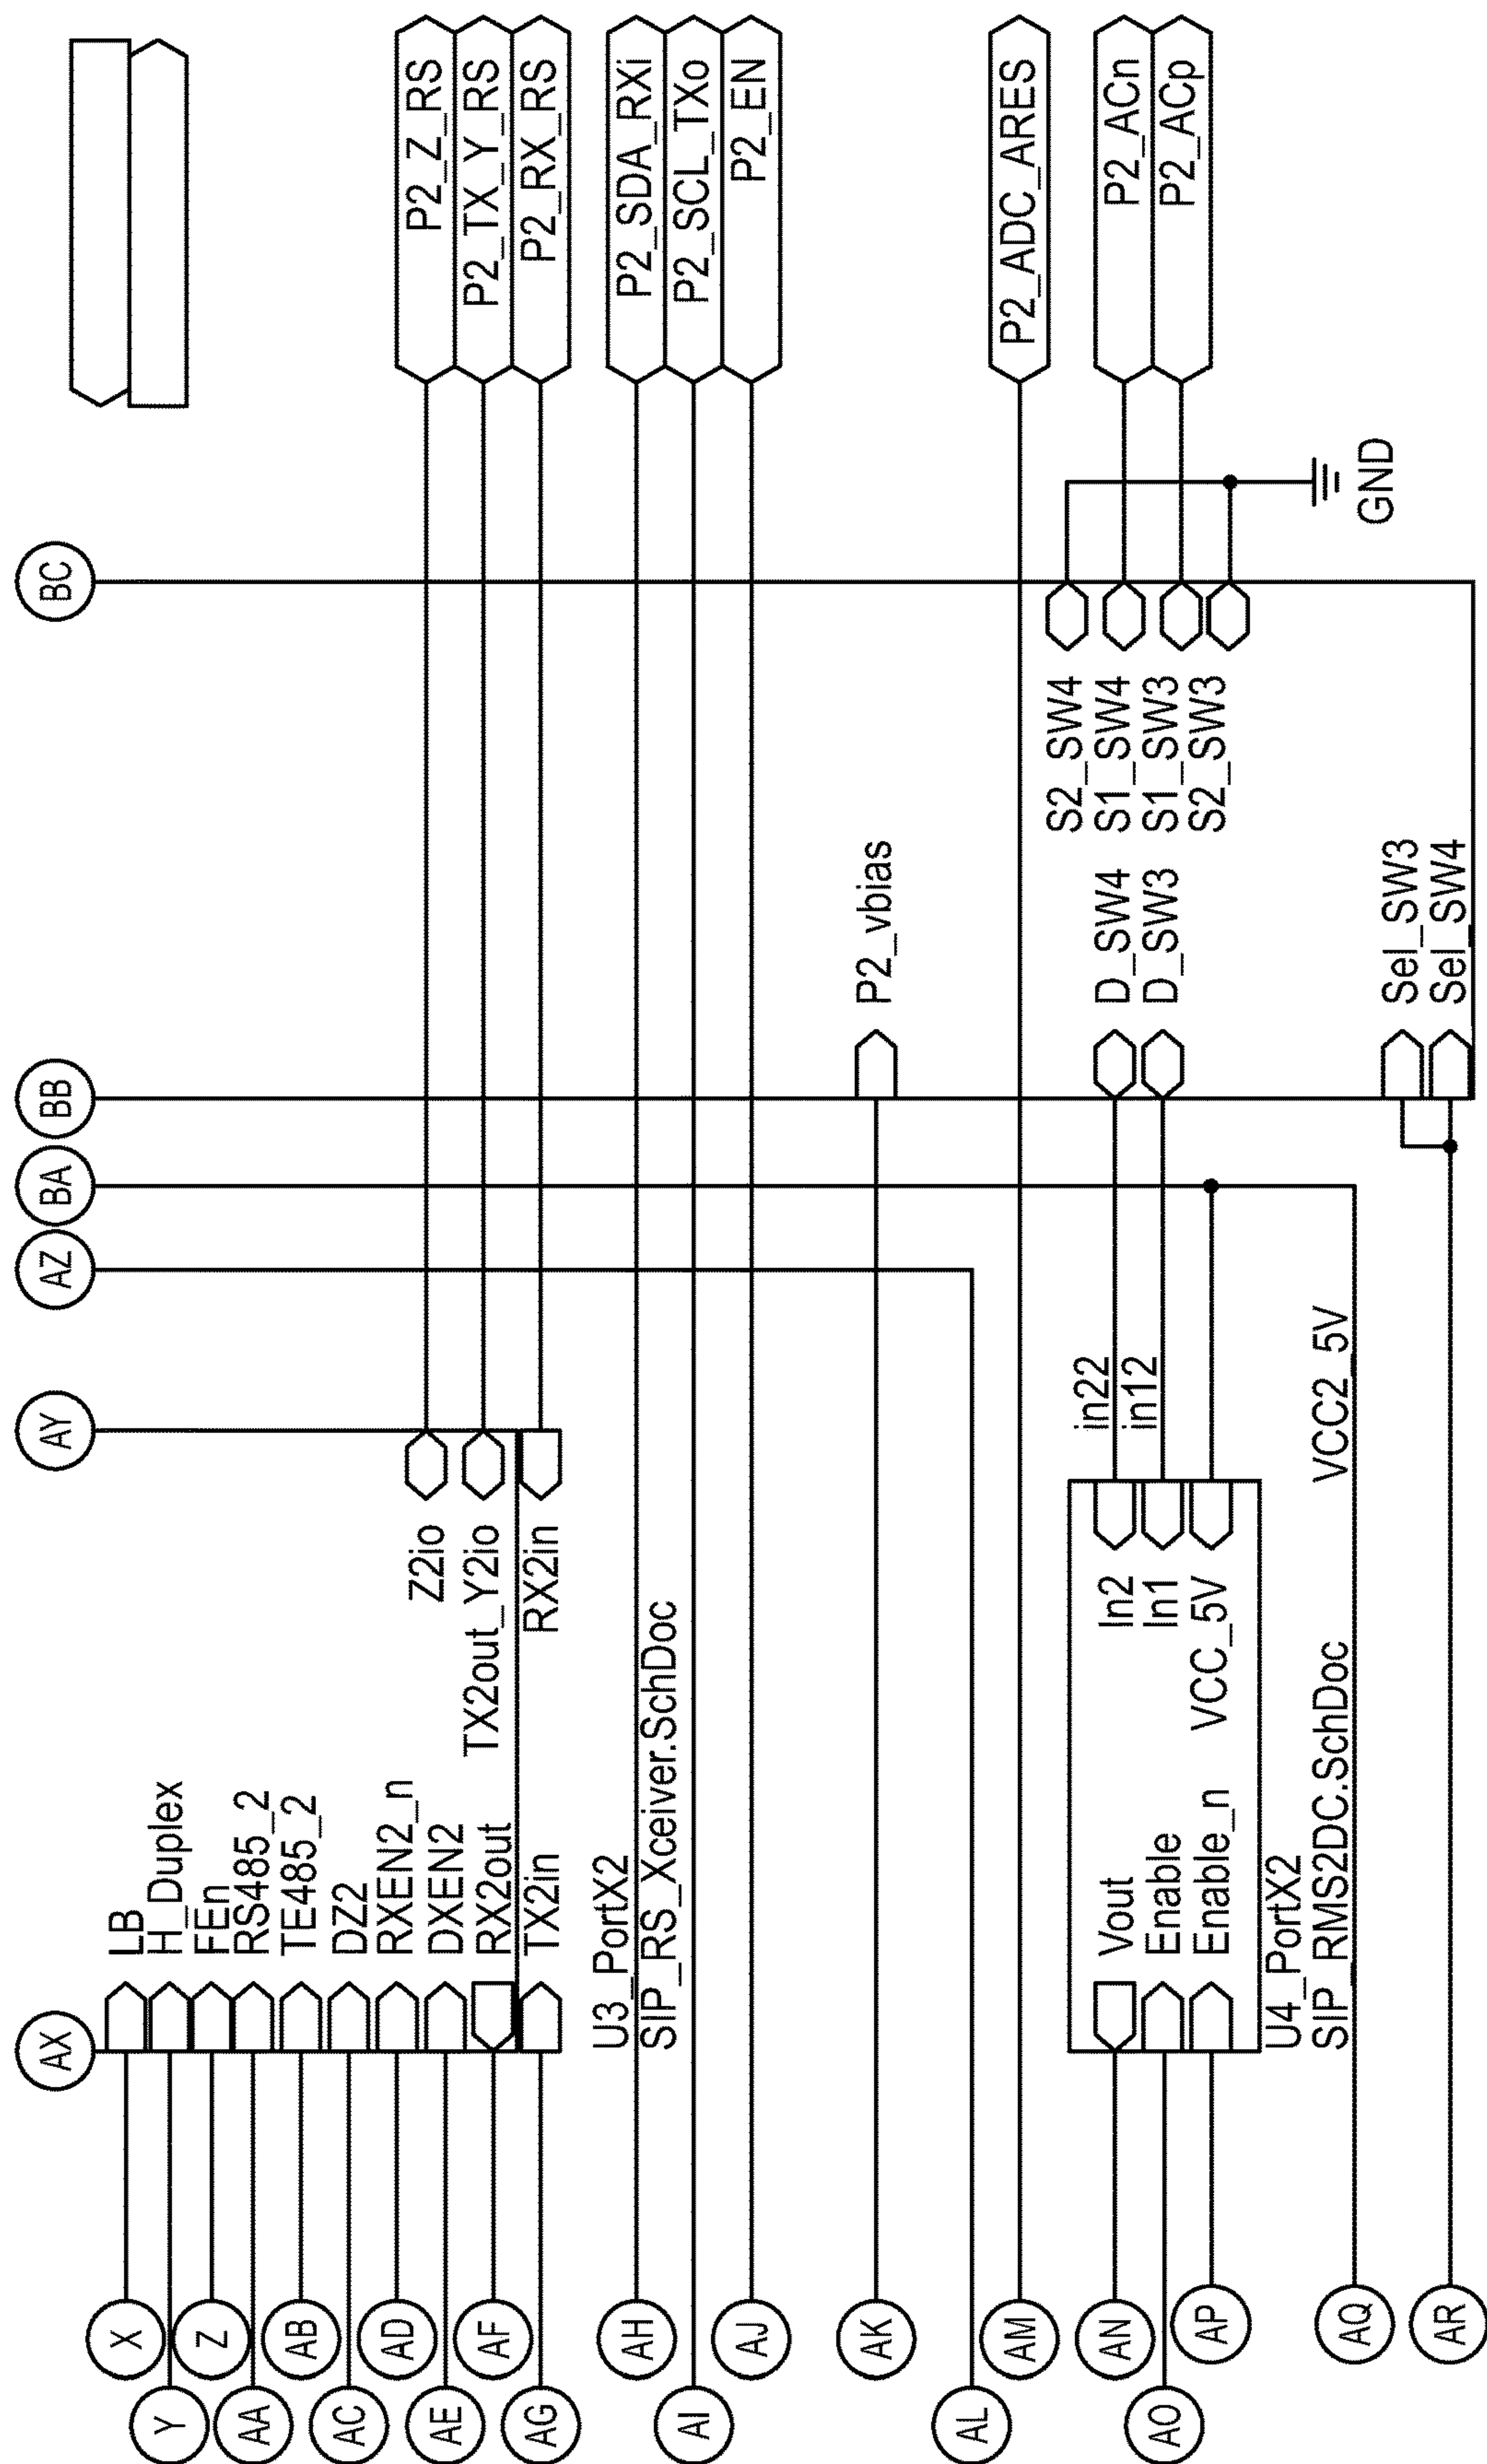 X
Y
Z
AA
AB
AC
AD
AE
AF
AG
AH
AI
AJ
AK
AL
AM
AN
AO
AP
AQ
AR
AX
AY
AZ
BA
BB
BC
LB
H_Duplex
FEn
RS485_2
TE485_2
DZ2
RXEN2_n
DXEN2
RX2out
TX2in
Z2io
TX2out_Y2io
RX2in
U3_PortX2
SIP_RS_Xceiver.SchDoc
P2_Z_RS
P2_TX_Y_RS
P2_RX_RS
P2_SDA_RXi
P2_SCL_TXo
P2_EN
P2_vbias
P2_ADC_ARES
Vout
Enable
Enable_n
In2
In1
VCC_5V
U4_PortX2
SIP_RMS2DC.SchDoc
in22
in12
VCC2_5V
D_SW4
D_SW3
S2_SW4
S1_SW4
S1_SW3
S2_SW3
Sel_SW3
Sel_SW4
P2_ACn
P2_ACp
GND